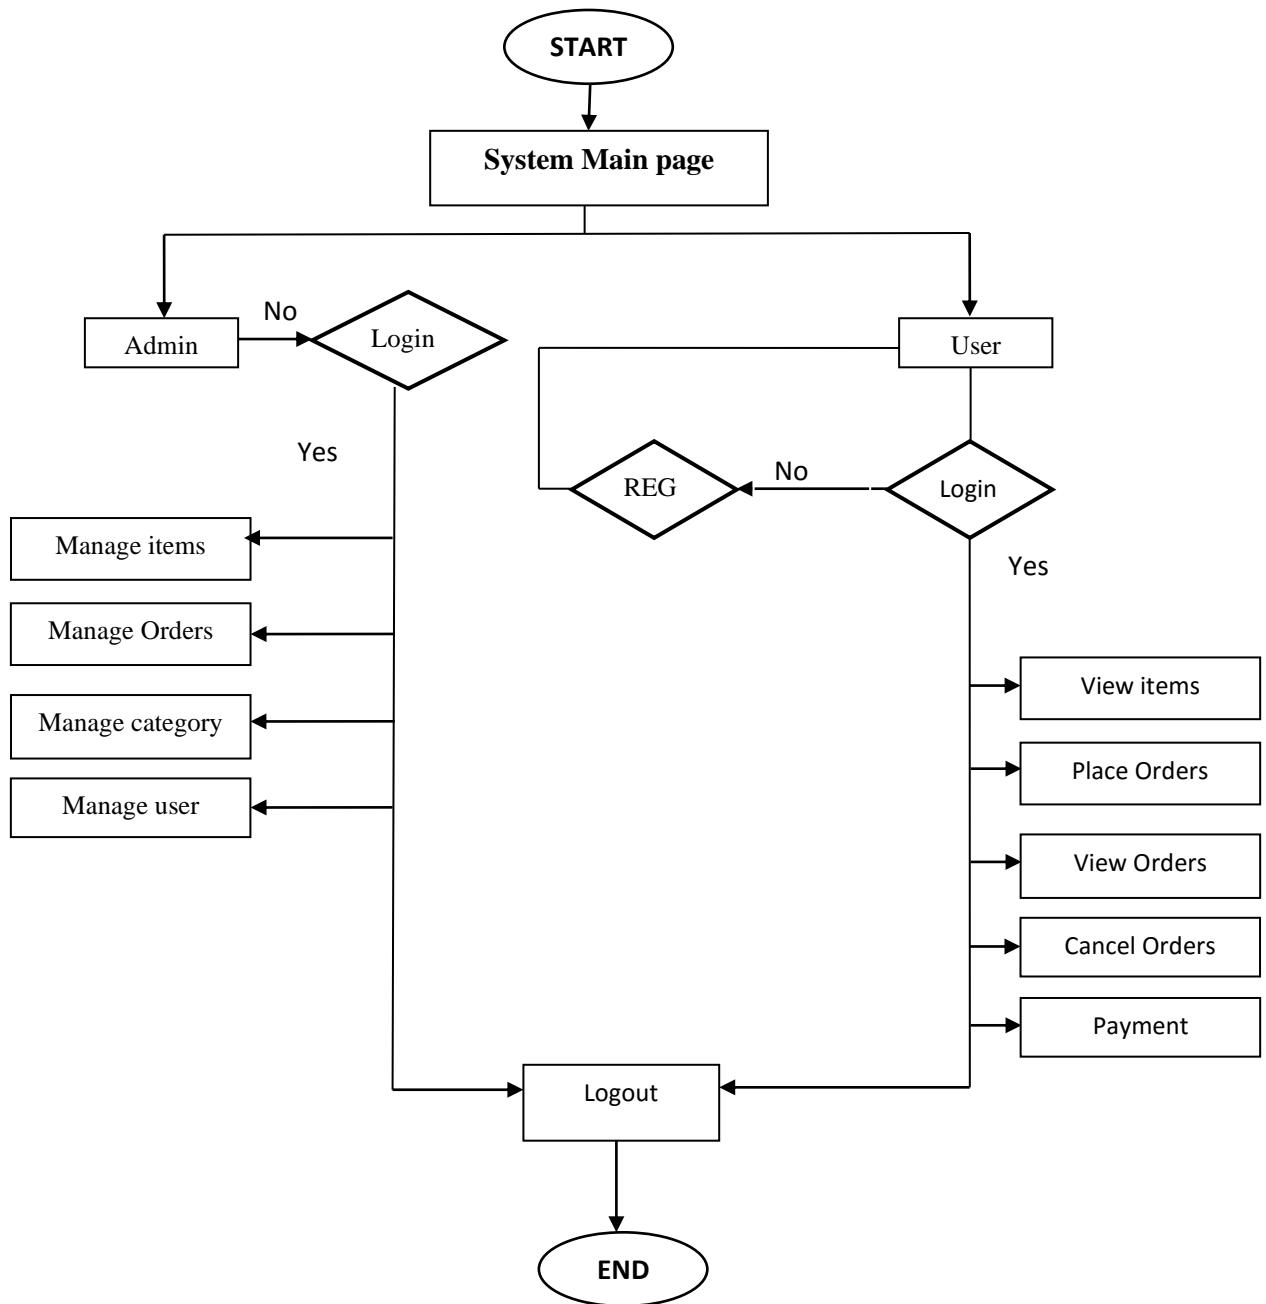 START
System Main page
Admin
No
Login
User
Yes
REG
No
Login
Yes
Manage items
Manage Orders
Manage category
Manage user
View items
Place Orders
View Orders
Cancel Orders
Payment
Logout
END